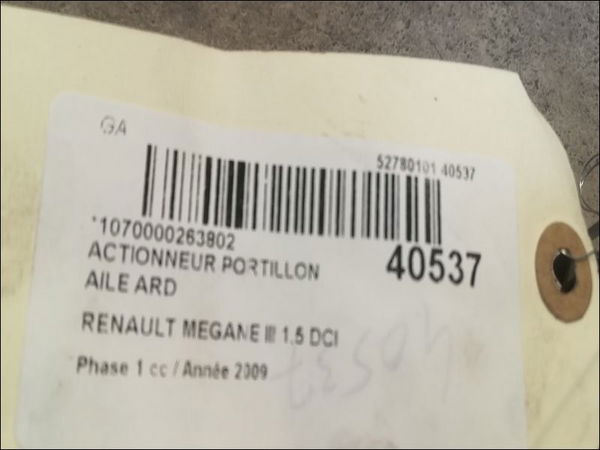 GA
52780101 40537
*1070000263802
40537
ACTIONNEUR PORTILLON
AILE ARD
RENAULT MEGANE III 1.5 DCI
Phase 1 cc / Année 2009
40537